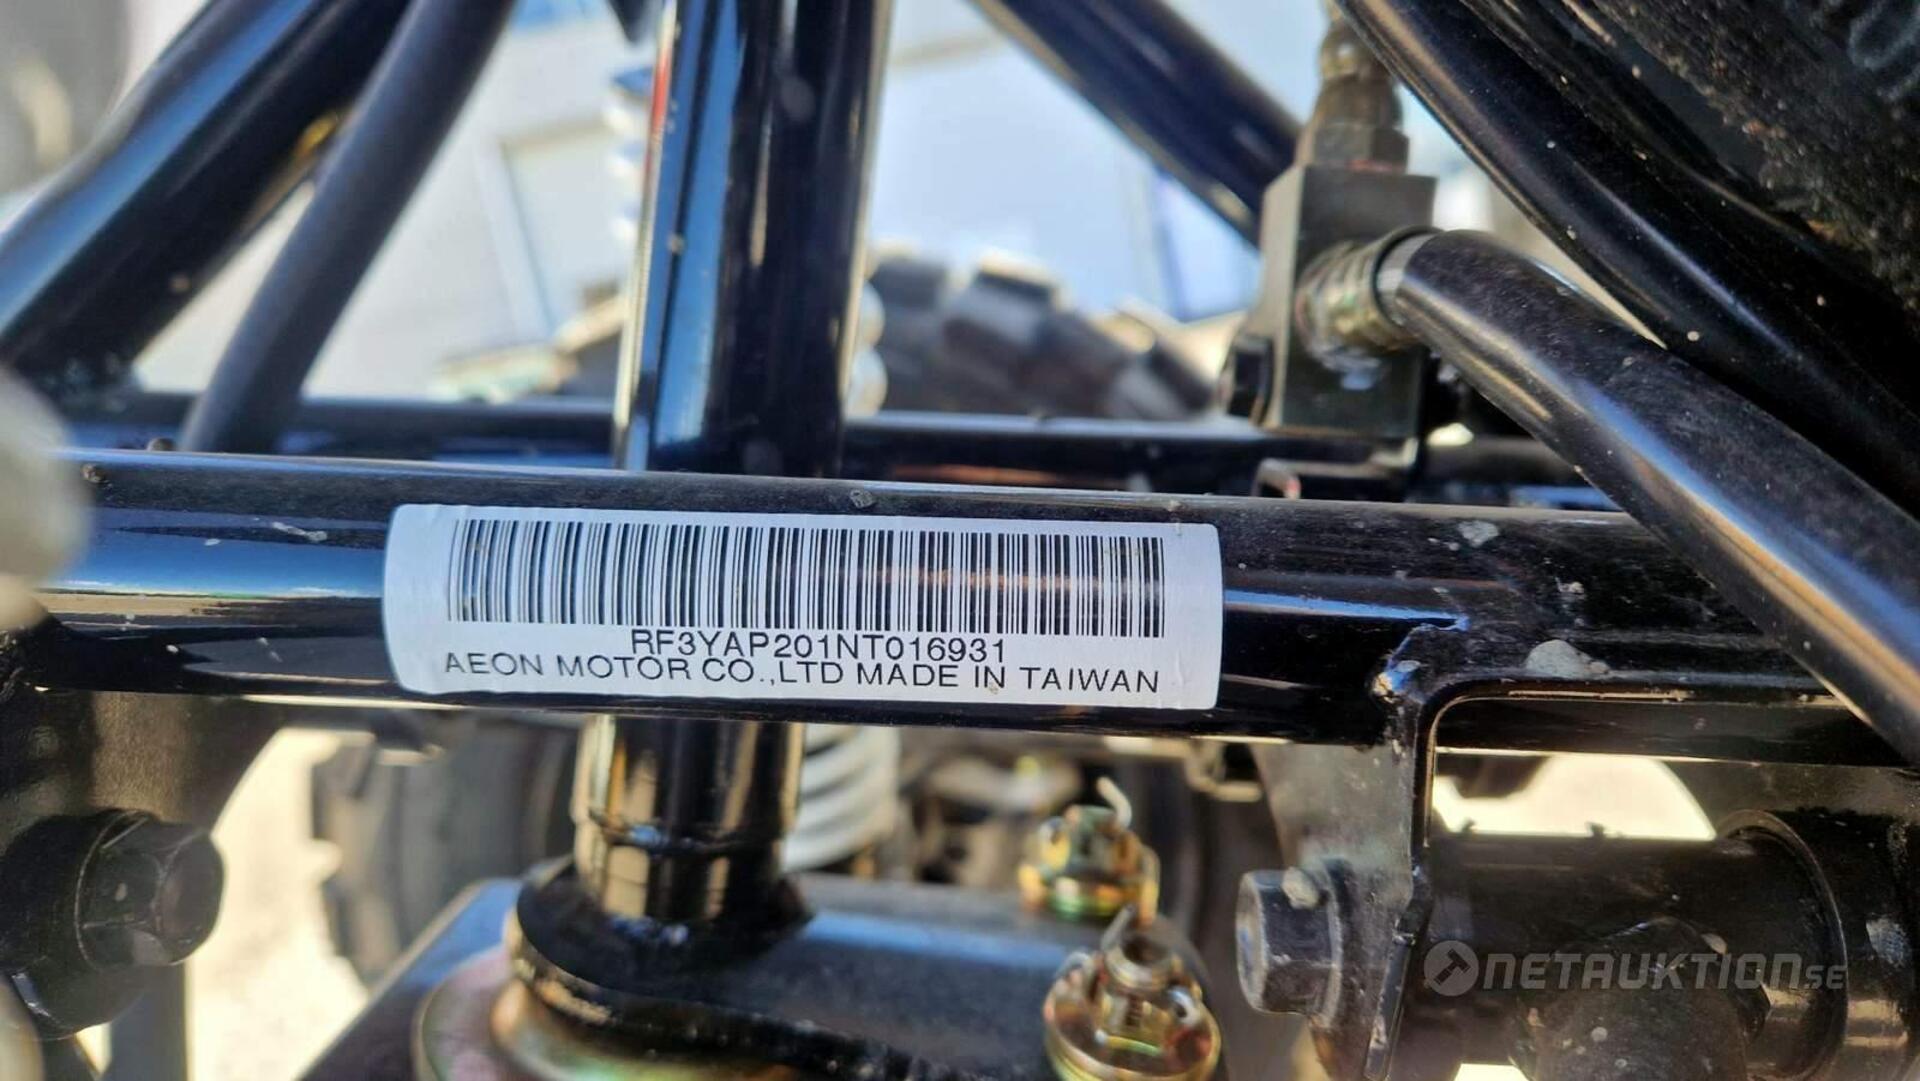 RF3YAP201NT016931
AEON MOTOR CO.,LTD MADE IN TAIWAN
NETAUKTION.SE